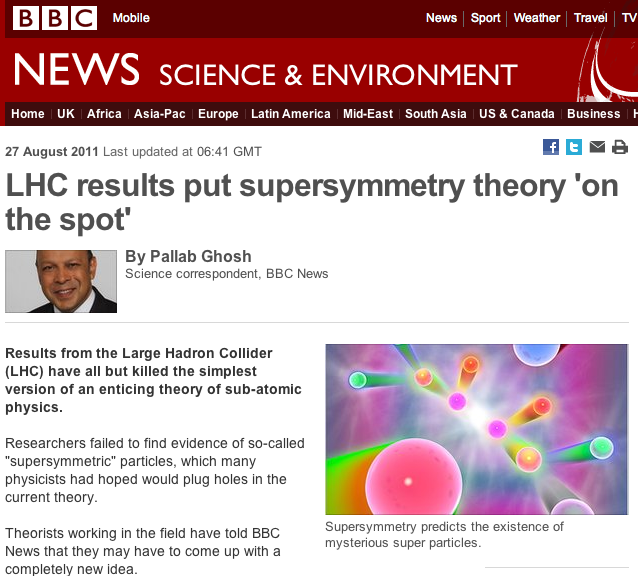 BBC Mobile News Sport Weather Travel TV
NEWS SCIENCE & ENVIRONMENT
Home UK Africa Asia-Pac Europe Latin America Mid-East South Asia US & Canada Business
27 August 2011 Last updated at 06:41 GMT
LHC results put supersymmetry theory 'on
the spot'
By Pallab Ghosh
Science correspondent, BBC News
Results from the Large Hadron Collider
(LHC) have all but killed the simplest
version of an enticing theory of sub-atomic
physics.
Researchers failed to find evidence of so-called
"supersymmetric" particles, which many
physicists had hoped would plug holes in the
current theory.
Theorists working in the field have told BBC
News that they may have to come up with a
completely new idea.
Supersymmetry predicts the existence of
mysterious super particles.